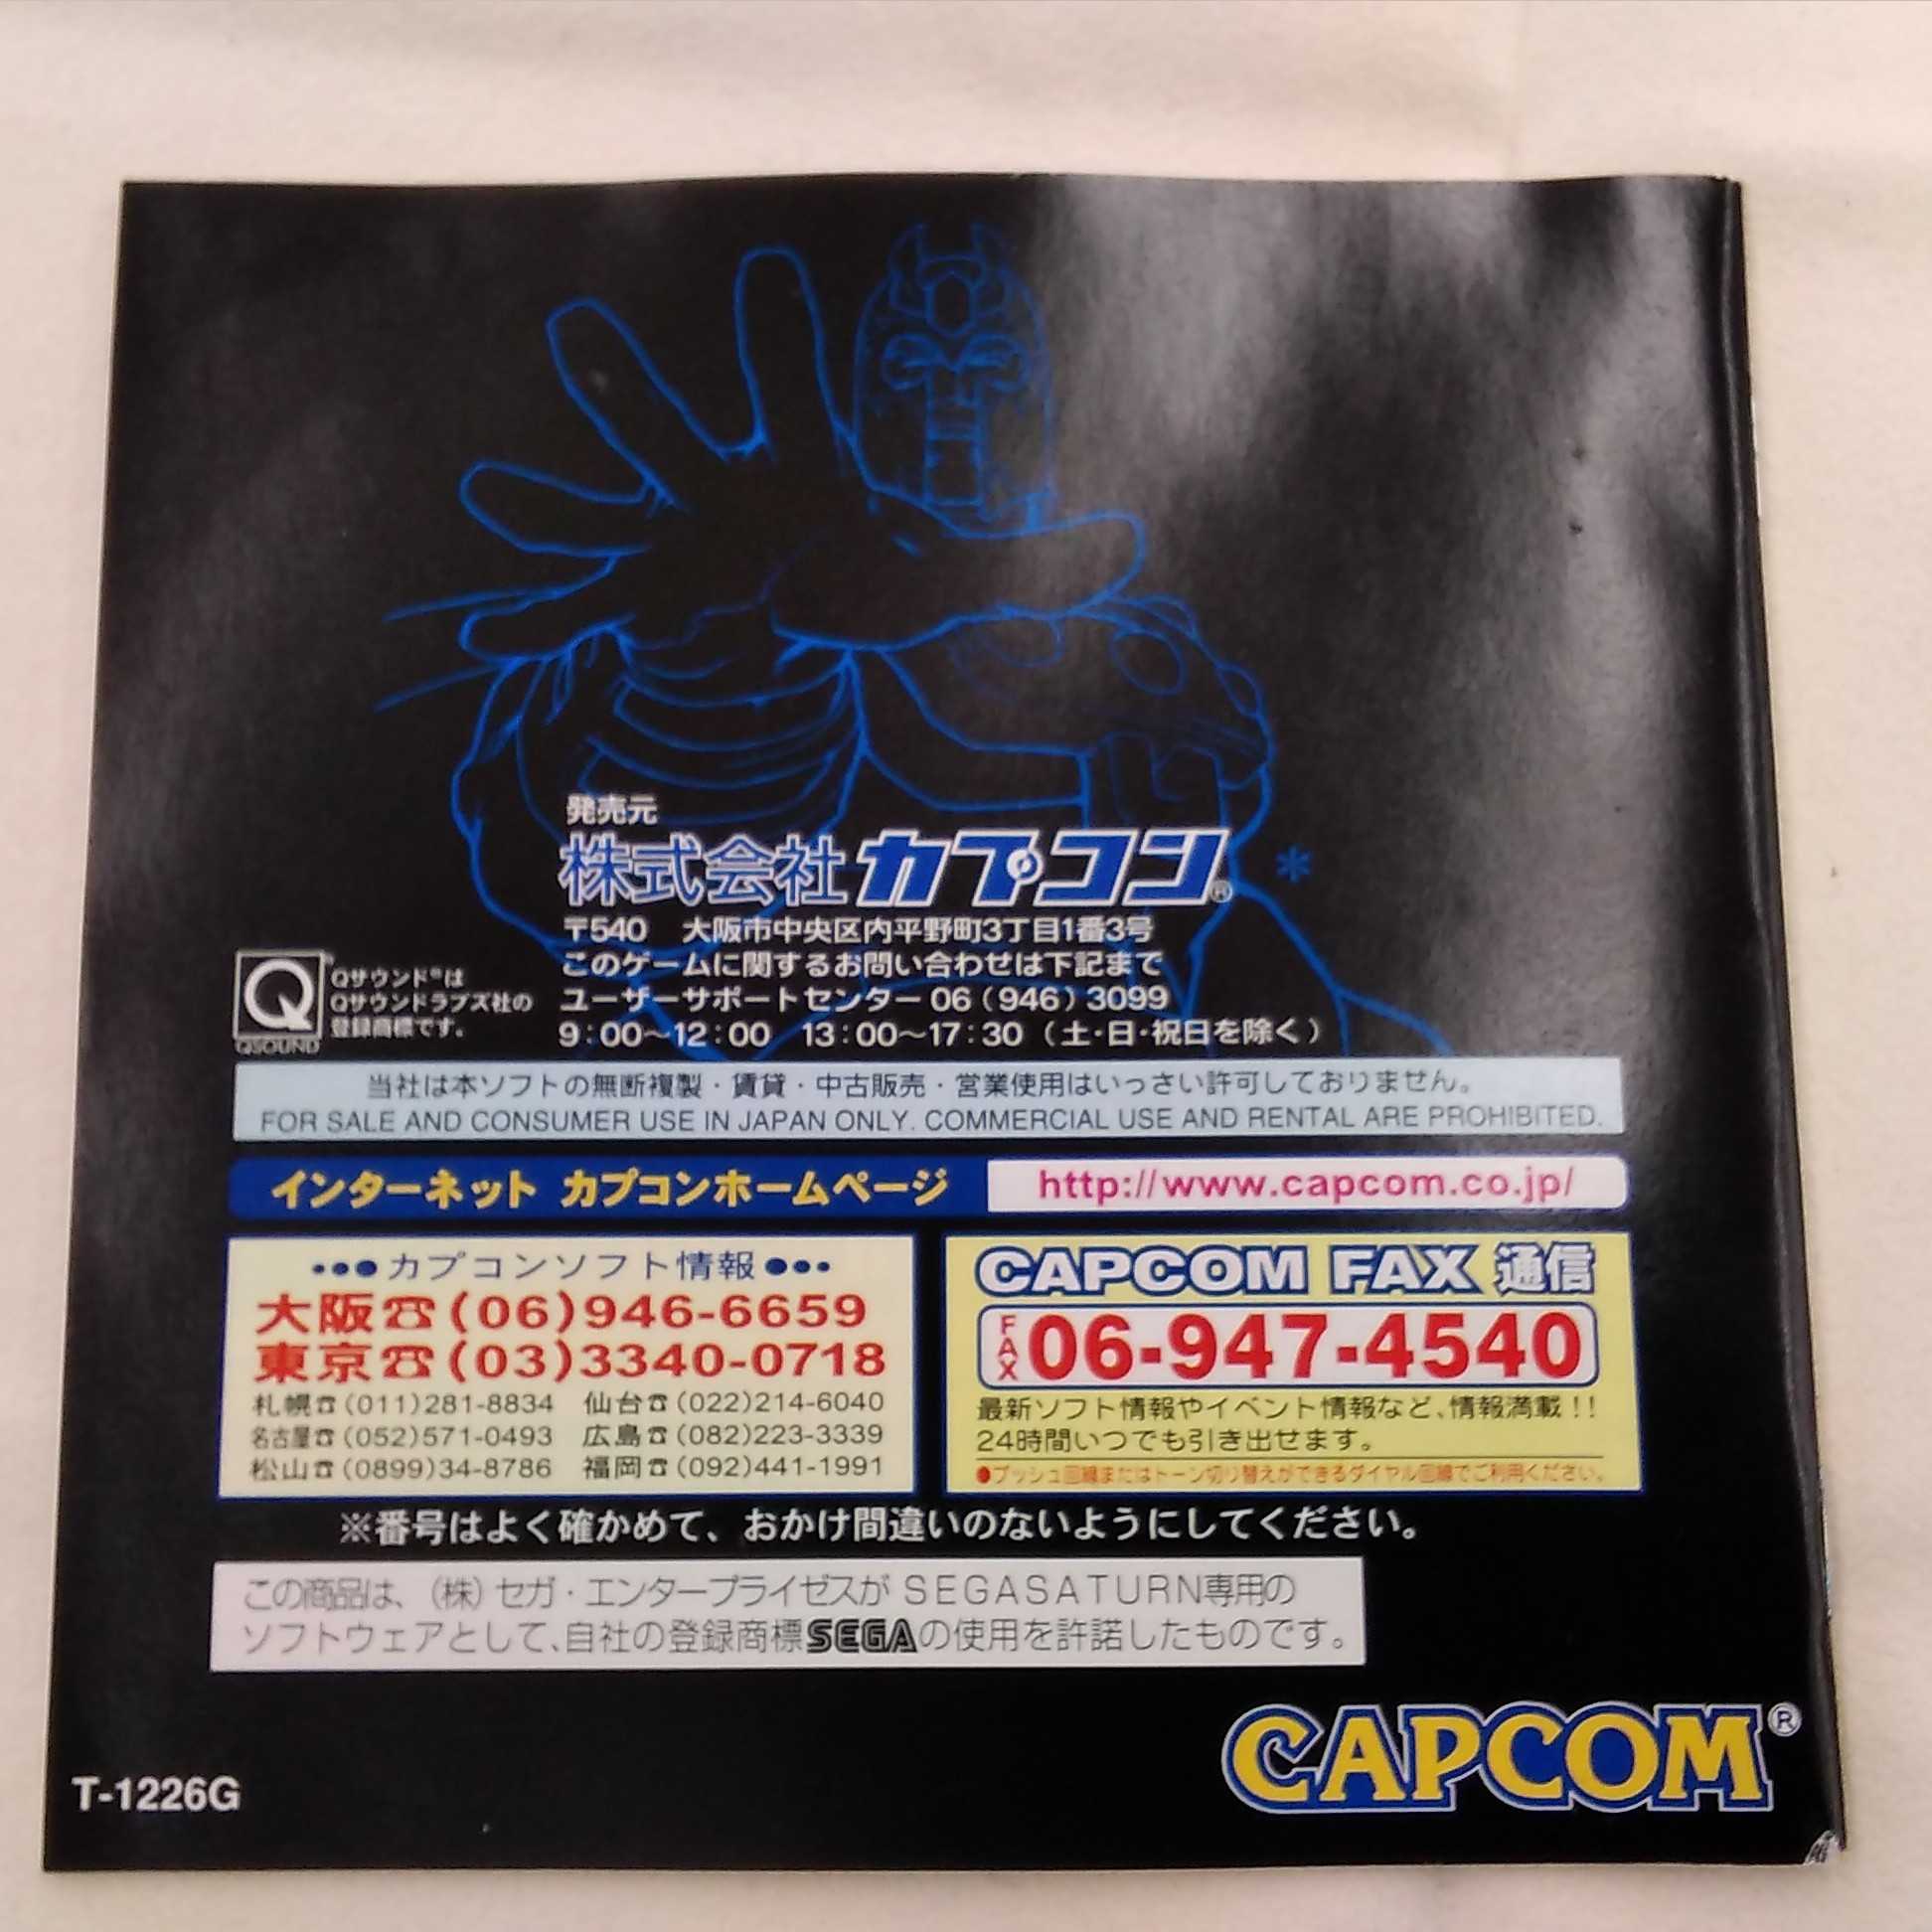 発売元
株式会社カプコン®
〒540 大阪市中央区内平野町3丁目1番3号
このゲームに関するお問い合わせは下記まで
ユーザーサポートセンター 06(946)3099
9:00〜12:00 13:00〜17:30(土・日・祝日を除く)
Q
QSOUND
Qサウンド®は
Qサウンドラブズ社の
登録商標です。
当社は本ソフトの無断複製・賃貸・中古販売・営業使用はいっさい許可しておりません。
FOR SALE AND CONSUMER USE IN JAPAN ONLY. COMMERCIAL USE AND RENTAL ARE PROHIBITED.
インターネット カプコンホームページ http://www.capcom.co.jp/
•••カプコンソフト情報•••
大阪☎(06)946-6659
東京☎(03)3340-0718
札幌☎(011)281-8834 仙台☎(022)214-6040
名古屋☎(052)571-0493 広島☎(082)223-3339
松山☎(0899)34-8786 福岡☎(092)441-1991
CAPCOM FAX 通信
FAX 06-947-4540
最新ソフト情報やイベント情報など、情報満載!!
24時間いつでも引き出せます。
●プッシュ回線またはトーン切り替えができるダイヤル回線でご利用ください。
※番号はよく確かめて、おかけ間違いのないようにしてください。
この商品は、(株)セガ・エンタープライゼスが SEGASATURN専用の
ソフトウェアとして、自社の登録商標SEGAの使用を許諾したものです。
CAPCOM®
T-1226G